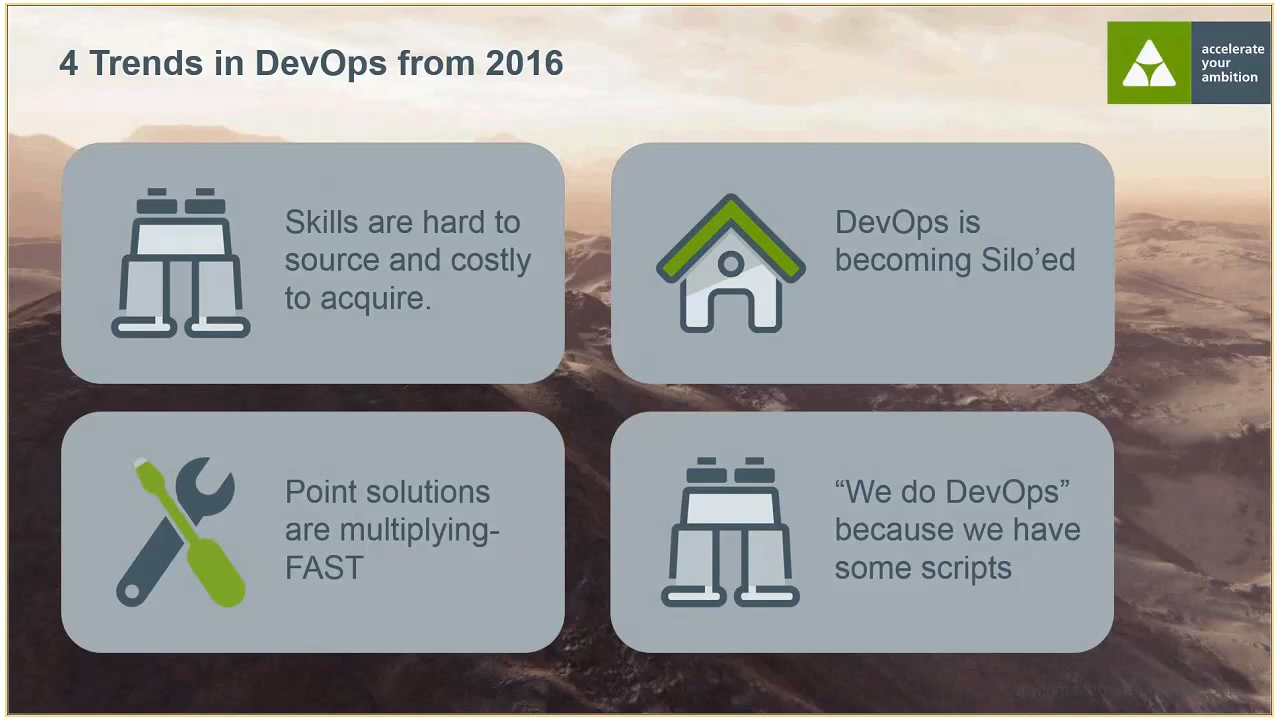 4 Trends in DevOps from 2016
accelerate
your
ambition
Skills are hard to
source and costly
to acquire.
DevOps is
becoming Silo’ed
Point solutions
are multiplying-
FAST
“We do DevOps”
because we have
some scripts